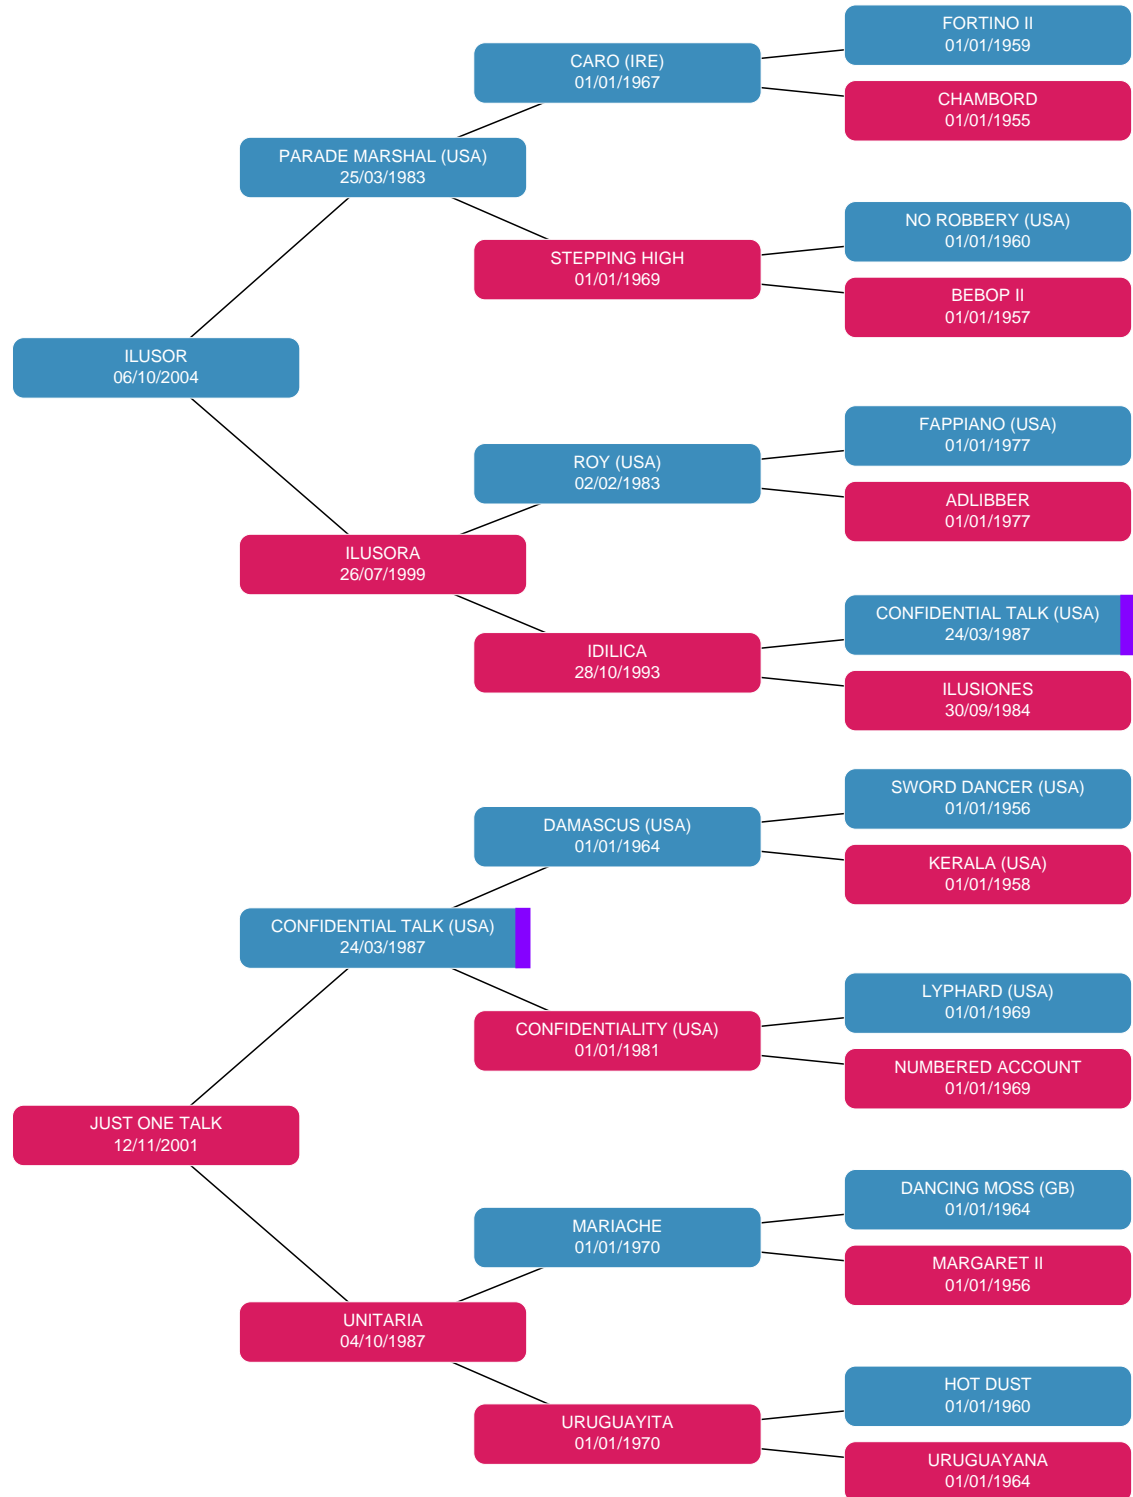 FORTINO II
01/01/1959
CARO (IRE)
01/01/1967
CHAMBORD
01/01/1955
PARADE MARSHAL (USA)
25/03/1983
NO ROBBERY (USA)
01/01/1960
STEPPING HIGH
01/01/1969
BEBOP II
01/01/1957
ILUSOR
06/10/2004
FAPPIANO (USA)
01/01/1977
ROY (USA)
02/02/1983
ADLIBBER
01/01/1977
ILUSORA
26/07/1999
CONFIDENTIAL TALK (USA)
24/03/1987
IDILICA
28/10/1993
ILUSIONES
30/09/1984
SWORD DANCER (USA)
01/01/1956
DAMASCUS (USA)
01/01/1964
KERALA (USA)
01/01/1958
CONFIDENTIAL TALK (USA)
24/03/1987
LYPHARD (USA)
01/01/1969
CONFIDENTIALITY (USA)
01/01/1981
NUMBERED ACCOUNT
01/01/1969
JUST ONE TALK
12/11/2001
DANCING MOSS (GB)
01/01/1964
MARIACHE
01/01/1970
MARGARET II
01/01/1956
UNITARIA
04/10/1987
HOT DUST
01/01/1960
URUGUAYITA
01/01/1970
URUGUAYANA
01/01/1964